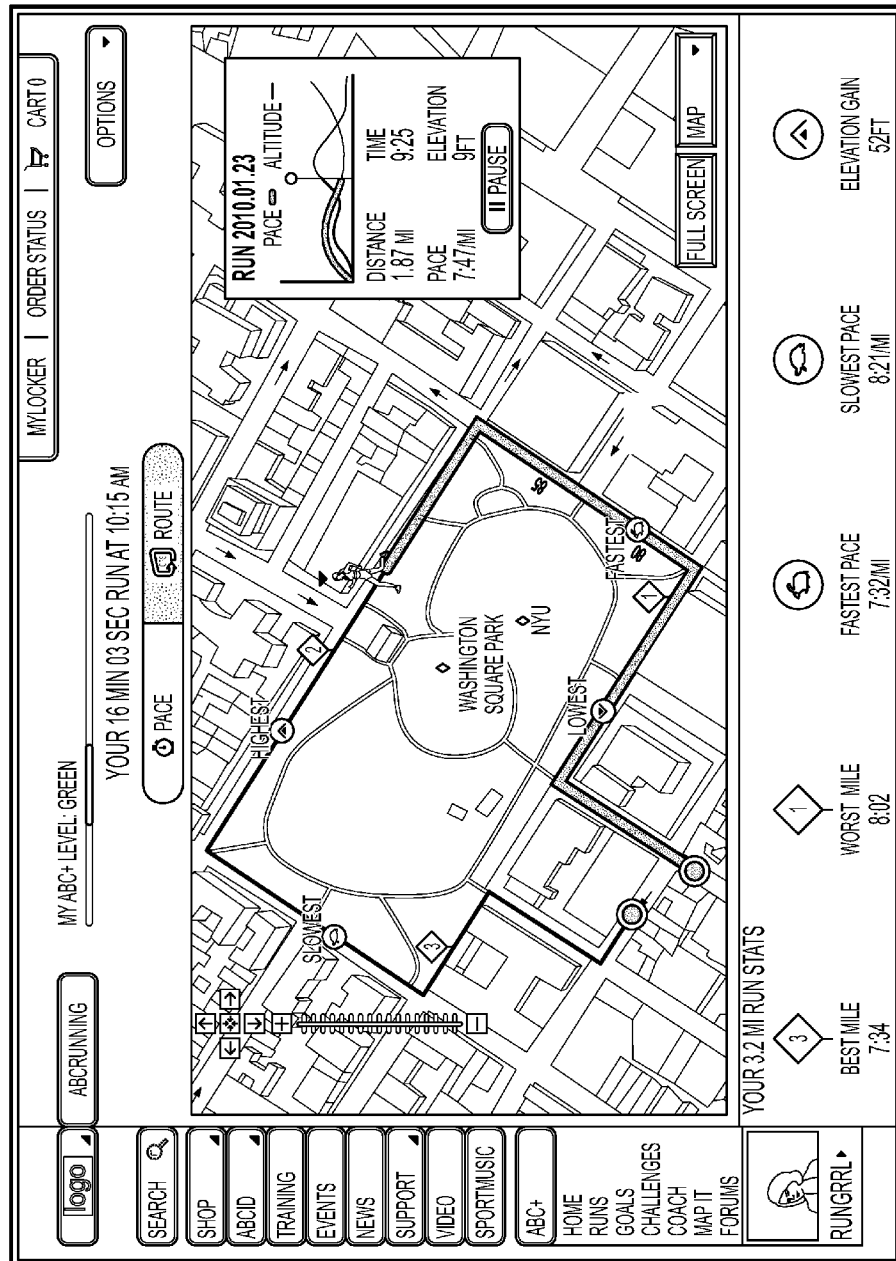 logo
ABCRUNNING
MY ABC+ LEVEL: GREEN
MYLOCKER | ORDER STATUS | CART 0
SEARCH
SHOP
ABCID
TRAINING
EVENTS
NEWS
SUPPORT
VIDEO
SPORTMUSIC
ABC+
HOME
RUNS
GOALS
CHALLENGES
COACH
MAP IT
FORUMS
RUNGRRL
YOUR 16 MIN 03 SEC RUN AT 10:15 AM
OPTIONS
PACE
ROUTE
SLOWEST
HIGHEST
2
3
WASHINGTON
SQUARE PARK
NYU
LOWEST
1
FASTEST
80
85
RUN 2010.01.23
PACE
ALTITUDE
DISTANCE
1.87 MI
TIME
9:25
PACE
7:47/MI
ELEVATION
9FT
PAUSE
FULL SCREEN
MAP
YOUR 3.2 MI RUN STATS
3
BEST MILE
7:34
1
WORST MILE
8:02
FASTEST PACE
7:32/MI
SLOWEST PACE
8:21/MI
ELEVATION GAIN
52FT